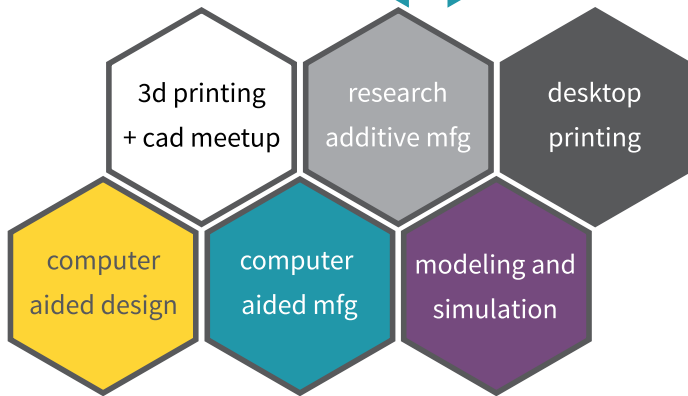 3d printing
+ cad meetup
research
additive mfg
desktop
printing
computer
aided design
computer
aided mfg
modeling and
simulation